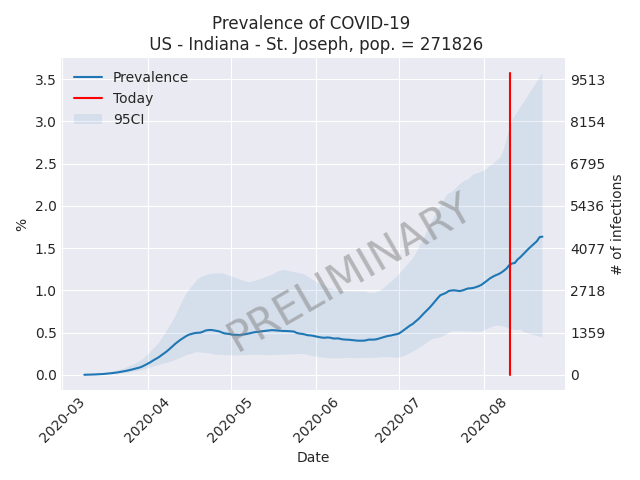 Prevalence of COVID-19
US - Indiana - St. Joseph, pop. = 271826
Prevalence
Today
95CI
3.5
3.0
2.5
2.0
1.5
1.0
0.5
0.0
%
9513
8154
6795
5436
4077
2718
1359
0
# of infections
PRELIMINARY
2020-03
2020-04
2020-05
2020-06
2020-07
2020-08
Date